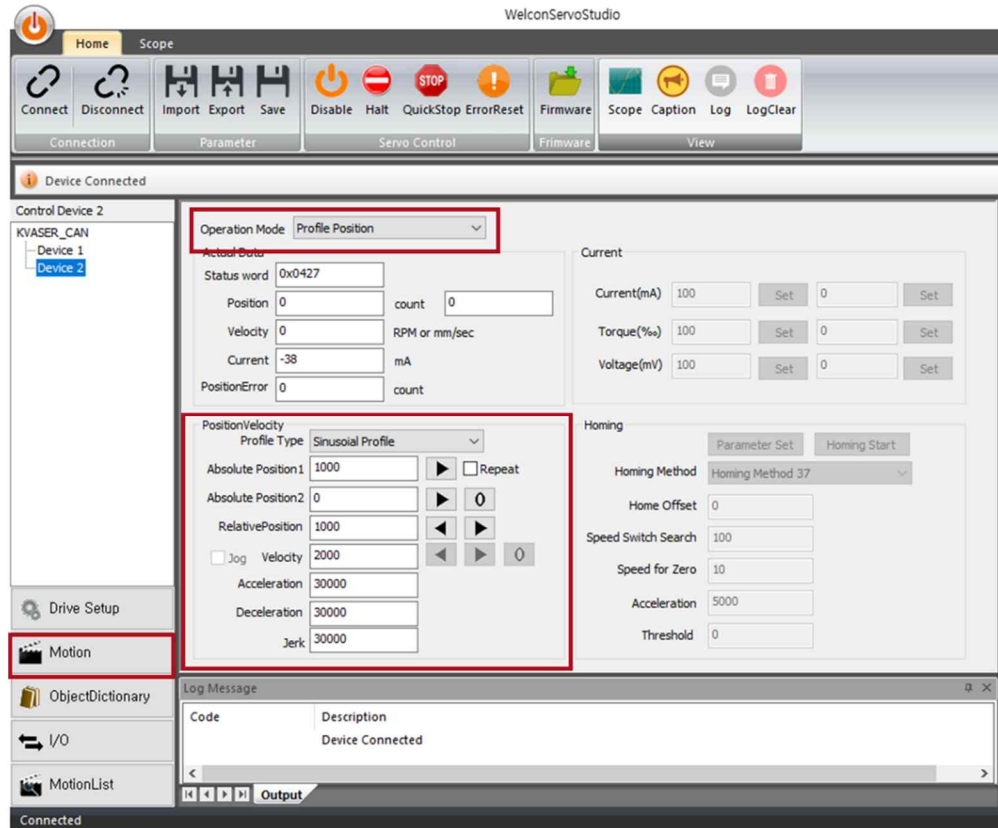 WelconServoStudio
Home Scope
Connect Disconnect Import Export Save Disable Halt QuickStop ErrorReset Firmware Scope Caption Log LogClear
STOP
Connection Parameter Servo Control Frimware View
Device Connected
Control Device 2
KVASER_CAN
Device 1
Device 2
Operation Mode Profile Position
Actual Data
Status word 0x0427
Position 0 count 0
Velocity 0 RPM or mm/sec
Current -38 mA
PositionError 0 count
Current
Current(mA) 100 Set 0 Set
Torque(‰) 100 Set 0 Set
Voltage(mV) 100 Set 0 Set
PositionVelocity
Profile Type Sinusoial Profile
Absolute Position1 1000 Repeat
Absolute Position2 0 0
RelativePosition 1000
Jog Velocity 2000 0
Acceleration 30000
Deceleration 30000
Jerk 30000
Homing
Parameter Set Homing Start
Homing Method Homing Method 37
Home Offset 0
Speed Switch Search 100
Speed for Zero 10
Acceleration 5000
Threshold 0
Drive Setup
Motion
ObjectDictionary
I/O
MotionList
Log Message
Code Description
Device Connected
Output
Connected